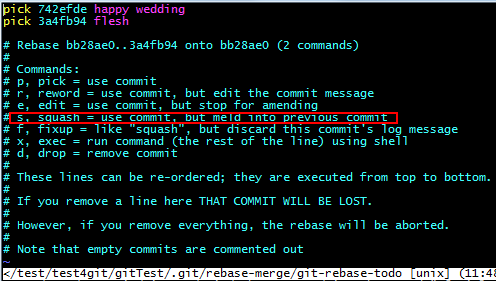 pick 742efde happy wedding
pick 3a4fb94 flesh

# Rebase bb28ae0..3a4fb94 onto bb28ae0 (2 commands)
#
# Commands:
# p, pick = use commit
# r, reword = use commit, but edit the commit message
# e, edit = use commit, but stop for amending
# s, squash = use commit, but meld into previous commit
# f, fixup = like "squash", but discard this commit's log message
# x, exec = run command (the rest of the line) using shell
# d, drop = remove commit
#
# These lines can be re-ordered; they are executed from top to bottom.
#
# If you remove a line here THAT COMMIT WILL BE LOST.
#
# However, if you remove everything, the rebase will be aborted.
#
# Note that empty commits are commented out
~
</test/test4git/gitTest/.git/rebase-merge/git-rebase-todo [unix] (11:48